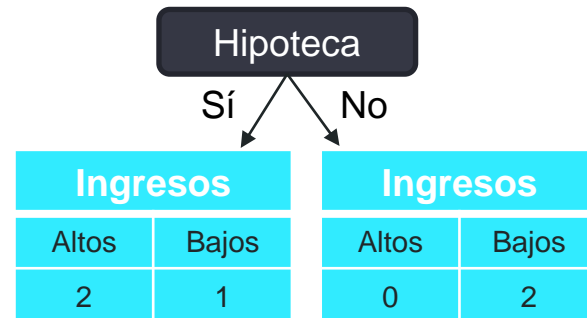 Hipoteca
Sí No
Ingresos Ingresos
Altos Bajos Altos Bajos
2 1 0 2